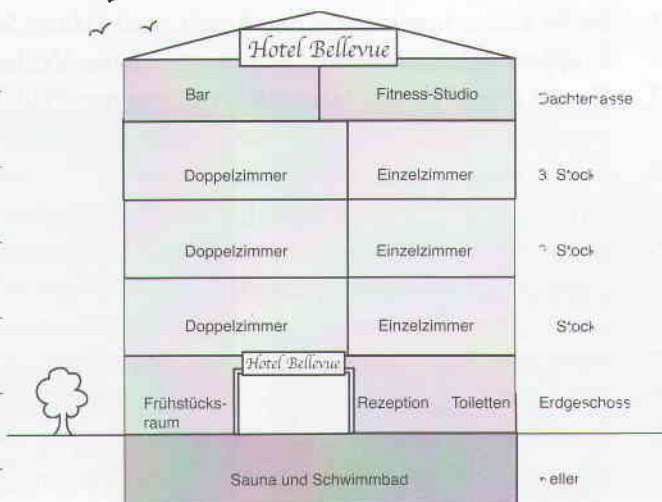 Hotel Bellevue
Bar Fitness-Studio Dachterrasse
Doppelzimmer Einzelzimmer 3. Stock
Doppelzimmer Einzelzimmer Stock
Doppelzimmer Einzelzimmer Stock
Hotel Bellevue
Frühstücks-
raum
Rezeption Toiletten Erdgeschoss
Sauna und Schwimmbad Keller